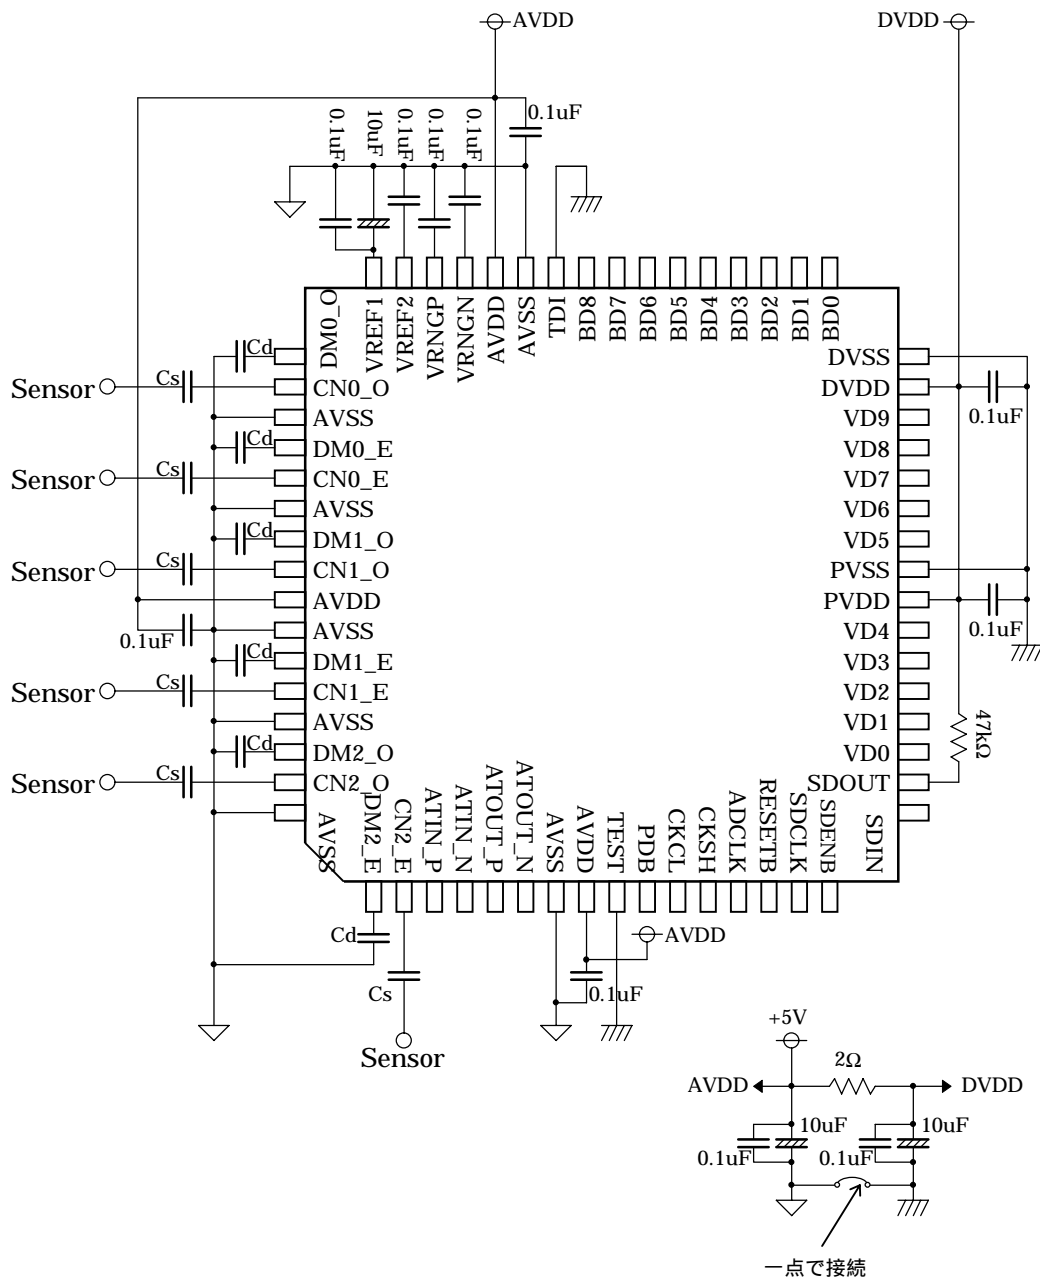 AVDD
DVDD
0.1uF
10uF
0.1uF
0.1uF
0.1uF
0.1uF
DM0_O
VREF1
VREF2
VRNGP
VRNGN
AVDD
AVSS
TDI
BD8
BD7
BD6
BD5
BD4
BD3
BD2
BD1
BD0
Cd
DVSS
Sensor
Cs
CN0_O
DVDD
0.1uF
AVSS
VD9
Cd
DM0_E
VD8
Sensor
Cs
CN0_E
VD7
AVSS
VD6
Cd
DM1_O
VD5
Sensor
Cs
CN1_O
PVSS
AVDD
PVDD
0.1uF
0.1uF
AVSS
VD4
Cd
DM1_E
VD3
Sensor
Cs
CN1_E
VD2
AVSS
VD1
47kΩ
Cd
DM2_O
VD0
Sensor
Cs
CN2_O
SDOUT
AVSS
DM2_E
CN2_E
ATIN_P
ATIN_N
ATOUT_P
ATOUT_N
AVSS
AVDD
TEST
PDB
CKCL
CKSH
ADCLK
RESETB
SDCLK
SDENB
SDIN
Cd
AVDD
Cs
0.1uF
Sensor
+5V
2Ω
AVDD
DVDD
10uF
10uF
0.1uF
0.1uF
一点で接続